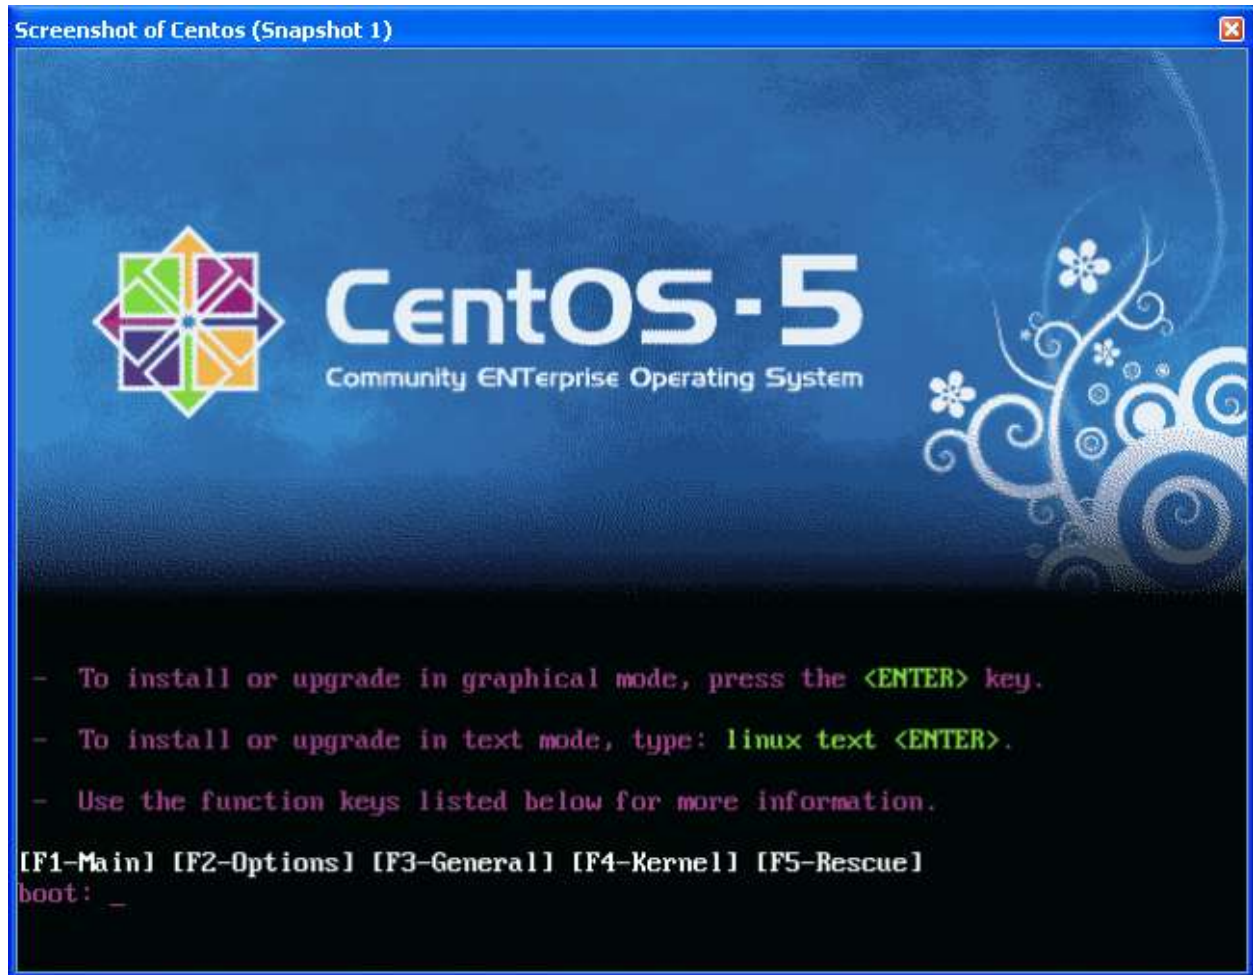 Screenshot of Centos (Snapshot 1)
CentOS-5
Community ENTerprise Operating System
- To install or upgrade in graphical mode, press the <ENTER> key.
- To install or upgrade in text mode, type: linux text <ENTER>.
- Use the function keys listed below for more information.
[F1-Main] [F2-Options] [F3-General] [F4-Kernel] [F5-Rescue]
boot: _